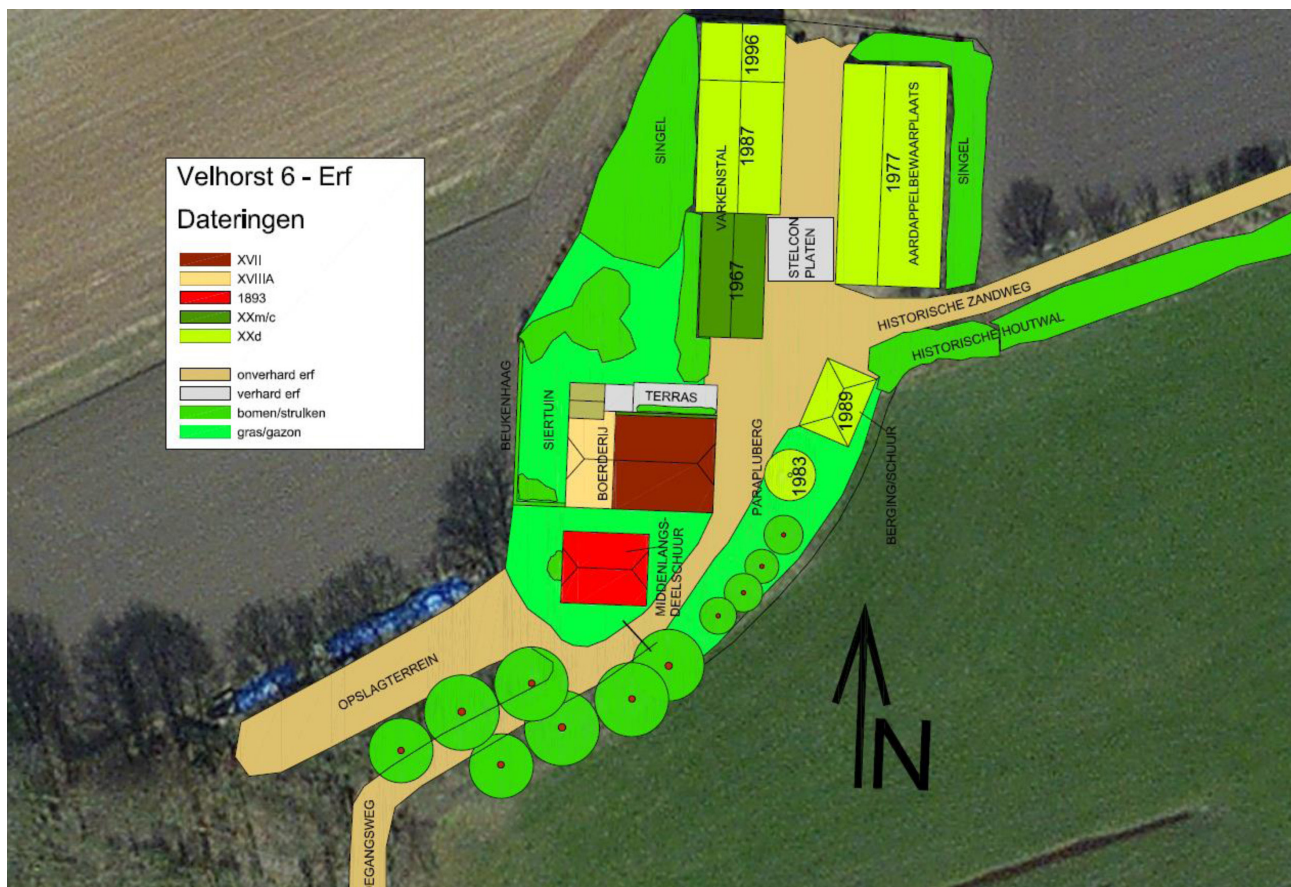 Velhorst 6 - Erf
Dateringen
XVII
XVIIIA
1893
XXm/c
XXd
onverhard erf
verhard erf
bomen/struiken
gras/gazon
SINGEL
1996
1987
VARKENSTAL
1967
STELCON
PLATEN
1977
AARDAPPELBEWAARPLAATS
SINGEL
HISTORISCHE ZANDWEG
HISTORISCHE HOUTWAL
BEUKENHAAG
SIERTUIN
TERRAS
BOERDERIJ
PARAPLUBERG
1989
1983
BERGING/SCHUUR
MIDDENLANGS-
DEELSCHUUR
OPSLAGTERREIN
EGANGSWEG
N